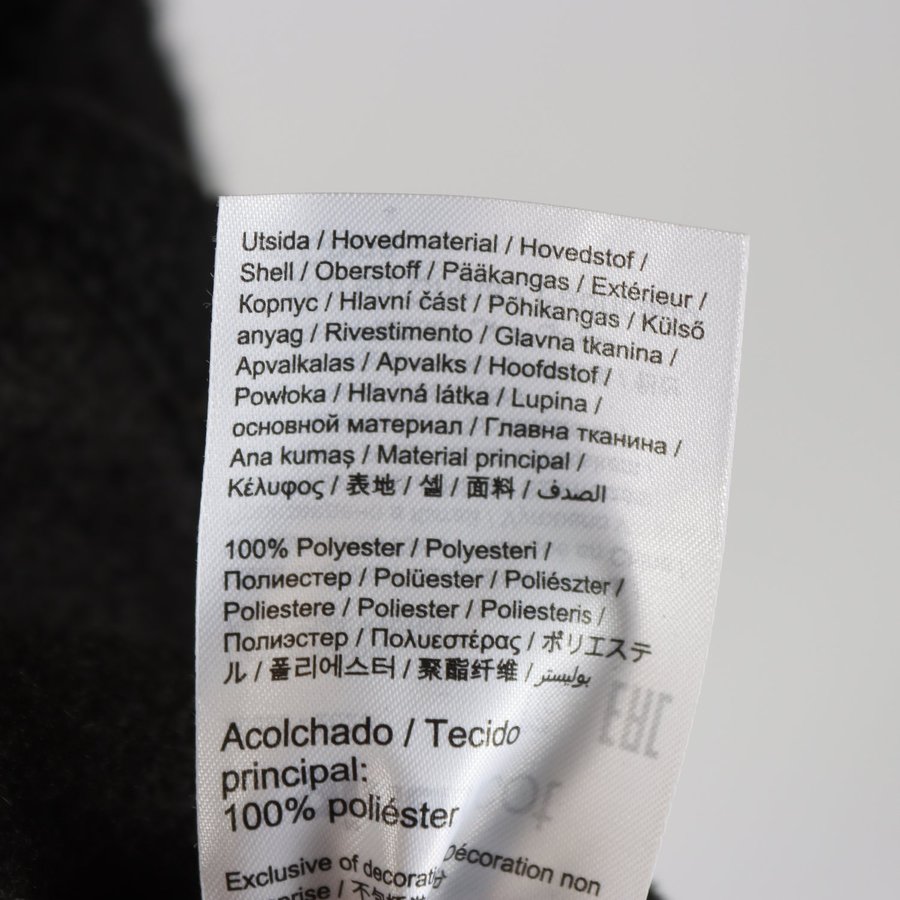 Utsida / Hovedmaterial / Hovedstof /
Shell / Oberstoff / Pääkangas / Extérieur /
Корпус / Hlavní část / Põhikangas / Külső
anyag / Rivestimento / Glavna tkanina /
Apvalkalas / Apvalks / Hoofdstof /
Powłoka / Hlavná látka / Lupina /
основной материал / Главна тканина /
Ana kumaş / Material principal /
Κέλυφος / 表地 / 셸 / 面料 / الصدف
100% Polyester / Polyesteri /
Полиестер / Polüester / Poliészter /
Poliestere / Poliester / Poliesteris /
Полиэстер / Πολυεστέρας / ポリエステ
ル / 폴리에스터 / 聚酯纤维 / بوليستر
Acolchado / Tecido
principal:
100% poliéster
Exclusive of Décoration non
/